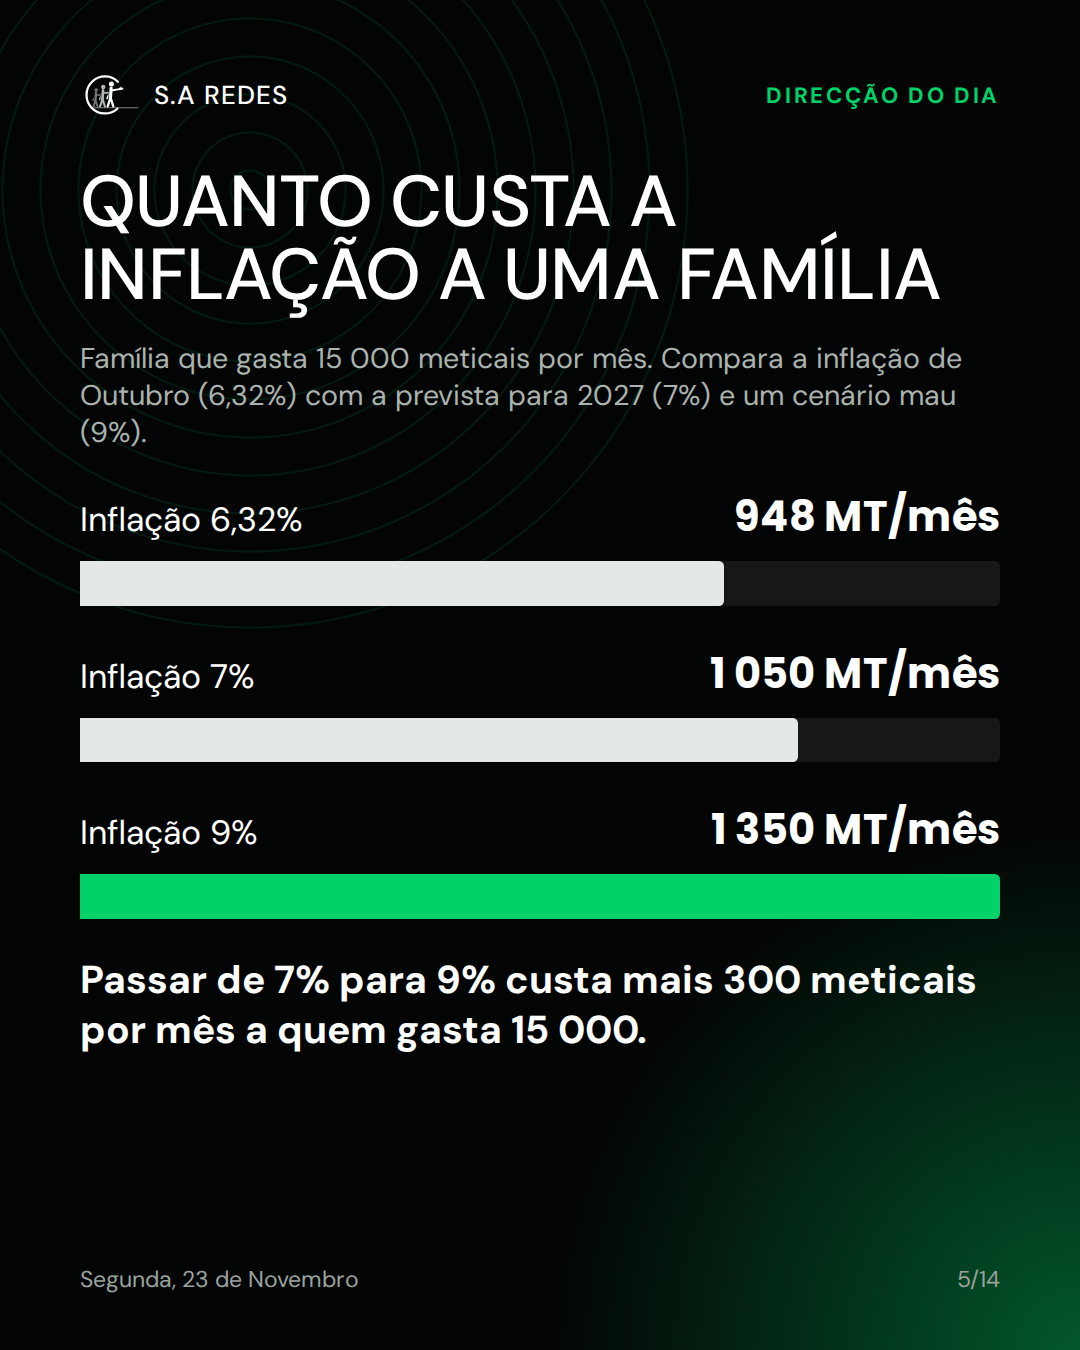 S.A REDES
DIRECÇÃO DO DIA
QUANTO CUSTA A
INFLAÇÃO A UMA FAMÍLIA
Família que gasta 15 000 meticais por mês. Compara a inflação de
Outubro (6,32%) com a prevista para 2027 (7%) e um cenário mau
(9%).
Inflação 6,32%
948 MT/mês
Inflação 7%
1 050 MT/mês
Inflação 9%
1 350 MT/mês
Passar de 7% para 9% custa mais 300 meticais
por mês a quem gasta 15 000.
Segunda, 23 de Novembro
5/14